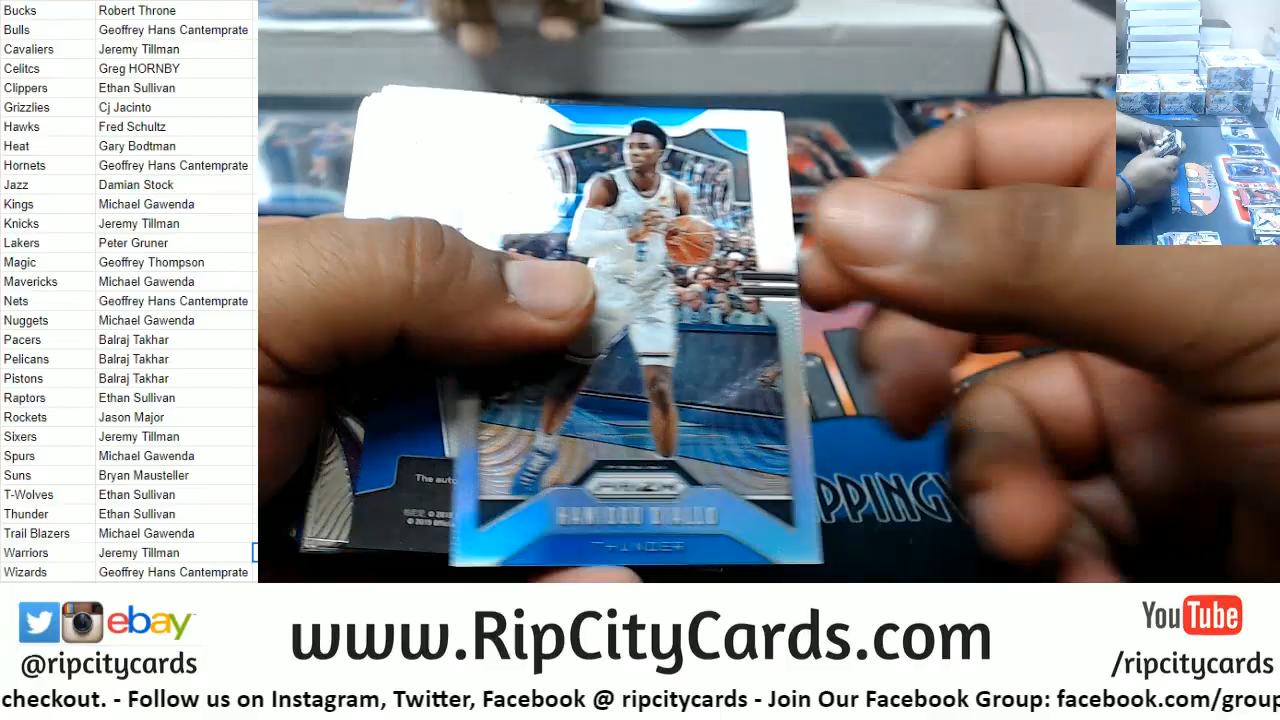 Bucks Robert Throne
Bulls Geoffrey Hans Cantemprate
Cavaliers Jeremy Tillman
Celitcs Greg HORNBY
Clippers Ethan Sullivan
Grizzlies Cj Jacinto
Hawks Fred Schultz
Heat Gary Bodtman
Hornets Geoffrey Hans Cantemprate
Jazz Damian Stock
Kings Michael Gawenda
Knicks Jeremy Tillman
Lakers Peter Gruner
Magic Geoffrey Thompson
Mavericks Michael Gawenda
Nets Geoffrey Hans Cantemprate
Nuggets Michael Gawenda
Pacers Balraj Takhar
Pelicans Balraj Takhar
Pistons Balraj Takhar
Raptors Ethan Sullivan
Rockets Jason Major
Sixers Jeremy Tillman
Spurs Michael Gawenda
Suns Bryan Mausteller
T-Wolves Ethan Sullivan
Thunder Ethan Sullivan
Trail Blazers Michael Gawenda
Warriors Jeremy Tillman
Wizards Geoffrey Hans Cantemprate
The auto
PRIZM
HAMIDOU DIALLO
THUNDER
ebay
@ripcitycards
www.RipCityCards.com
YouTube
/ripcitycards
checkout. - Follow us on Instagram, Twitter, Facebook @ ripcitycards - Join Our Facebook Group: facebook.com/group